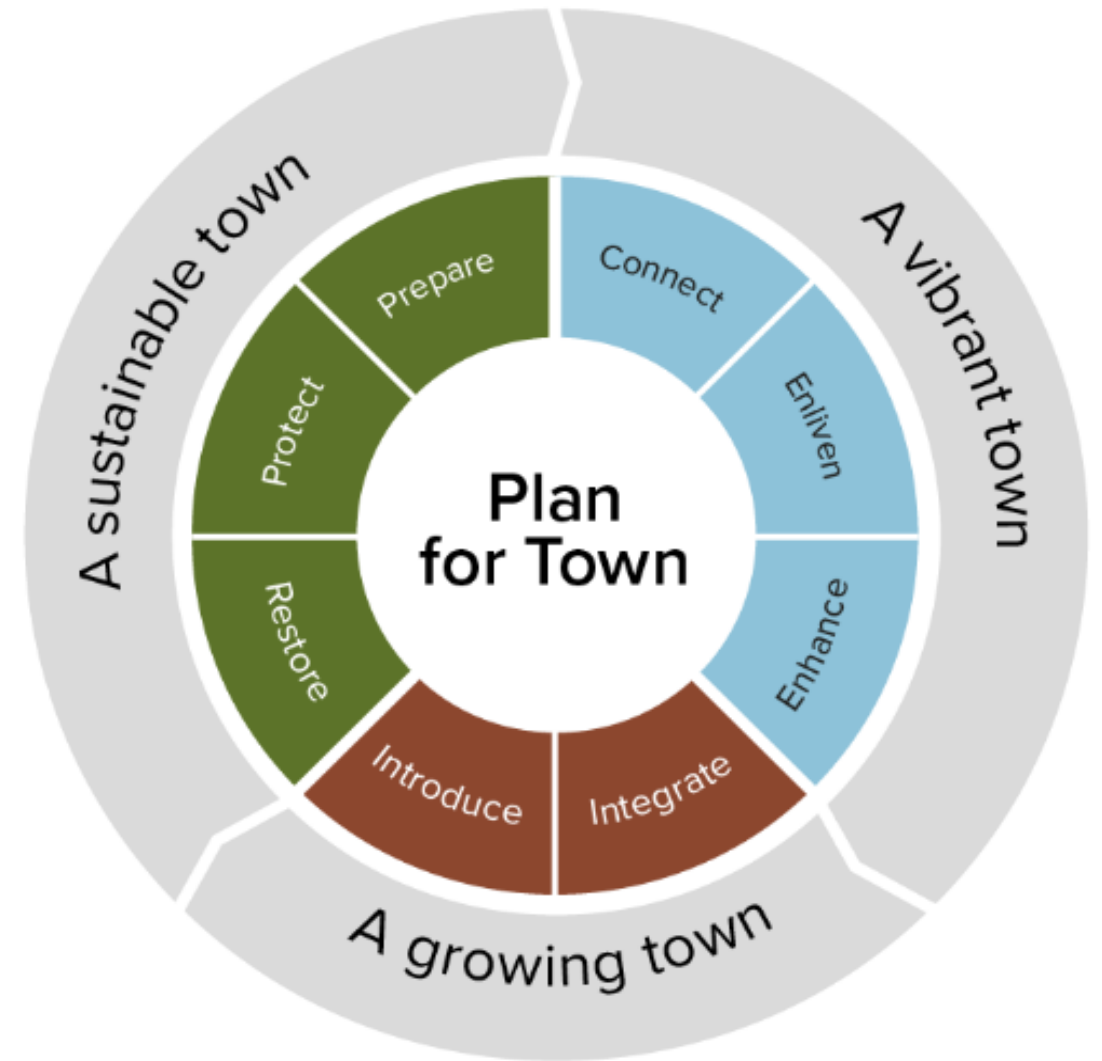 Plan
for Town
A vibrant town
Connect
Enliven
Enhance
A growing town
Integrate
Introduce
A sustainable town
Restore
Protect
Prepare